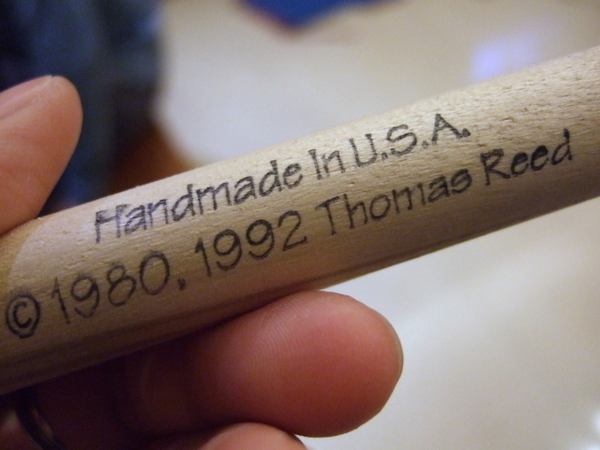 Handmade In U.S.A.
© 1980, 1992 Thomas Reed